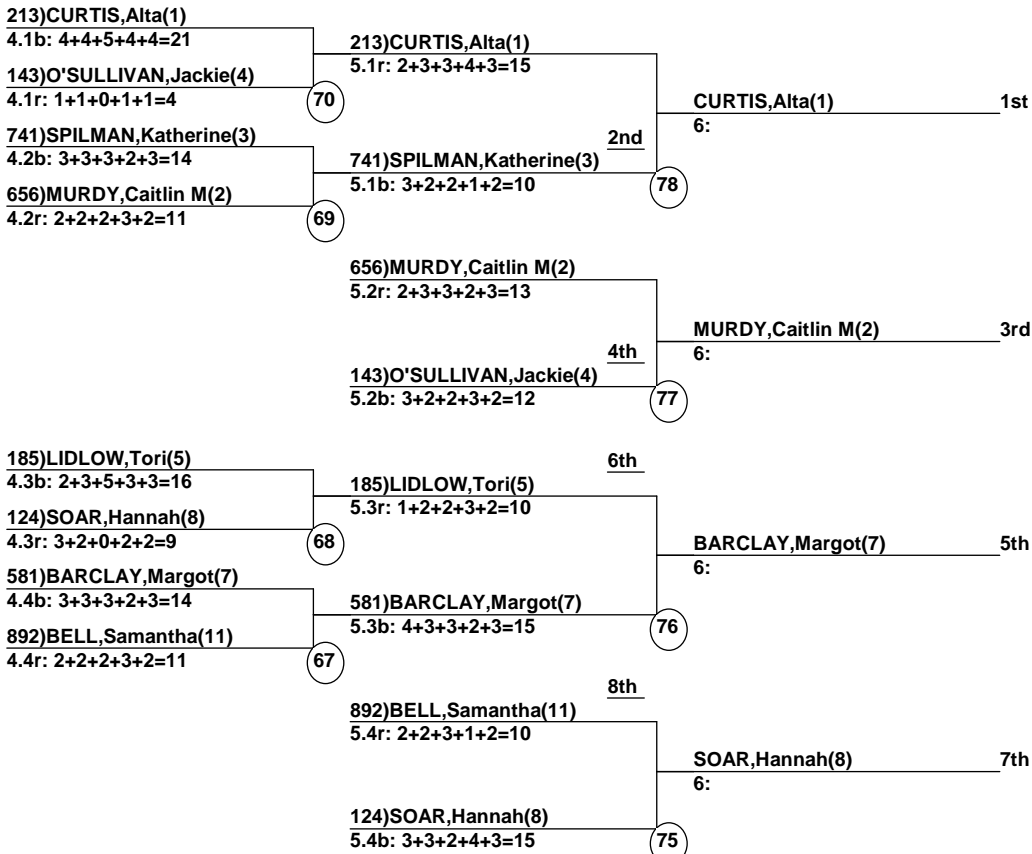 213)CURTIS,Alta(1)
4.1b: 4+4+5+4+4=21
143)O'SULLIVAN,Jackie(4)
4.1r: 1+1+0+1+1=4
70
741)SPILMAN,Katherine(3)
4.2b: 3+3+3+2+3=14
656)MURDY,Caitlin M(2)
4.2r: 2+2+2+3+2=11
69
213)CURTIS,Alta(1)
5.1r: 2+3+3+4+3=15
2nd
741)SPILMAN,Katherine(3)
5.1b: 3+2+2+1+2=10
78
CURTIS,Alta(1) 1st
6:
656)MURDY,Caitlin M(2)
5.2r: 2+3+3+2+3=13
4th
143)O'SULLIVAN,Jackie(4)
5.2b: 3+2+2+3+2=12
77
MURDY,Caitlin M(2) 3rd
6:
185)LIDLOW,Tori(5)
4.3b: 2+3+5+3+3=16
124)SOAR,Hannah(8)
4.3r: 3+2+0+2+2=9
68
581)BARCLAY,Margot(7)
4.4b: 3+3+3+2+3=14
892)BELL,Samantha(11)
4.4r: 2+2+2+3+2=11
67
6th
185)LIDLOW,Tori(5)
5.3r: 1+2+2+3+2=10
581)BARCLAY,Margot(7)
5.3b: 4+3+3+2+3=15
76
BARCLAY,Margot(7) 5th
6:
8th
892)BELL,Samantha(11)
5.4r: 2+2+3+1+2=10
124)SOAR,Hannah(8)
5.4b: 3+3+2+4+3=15
75
SOAR,Hannah(8) 7th
6: